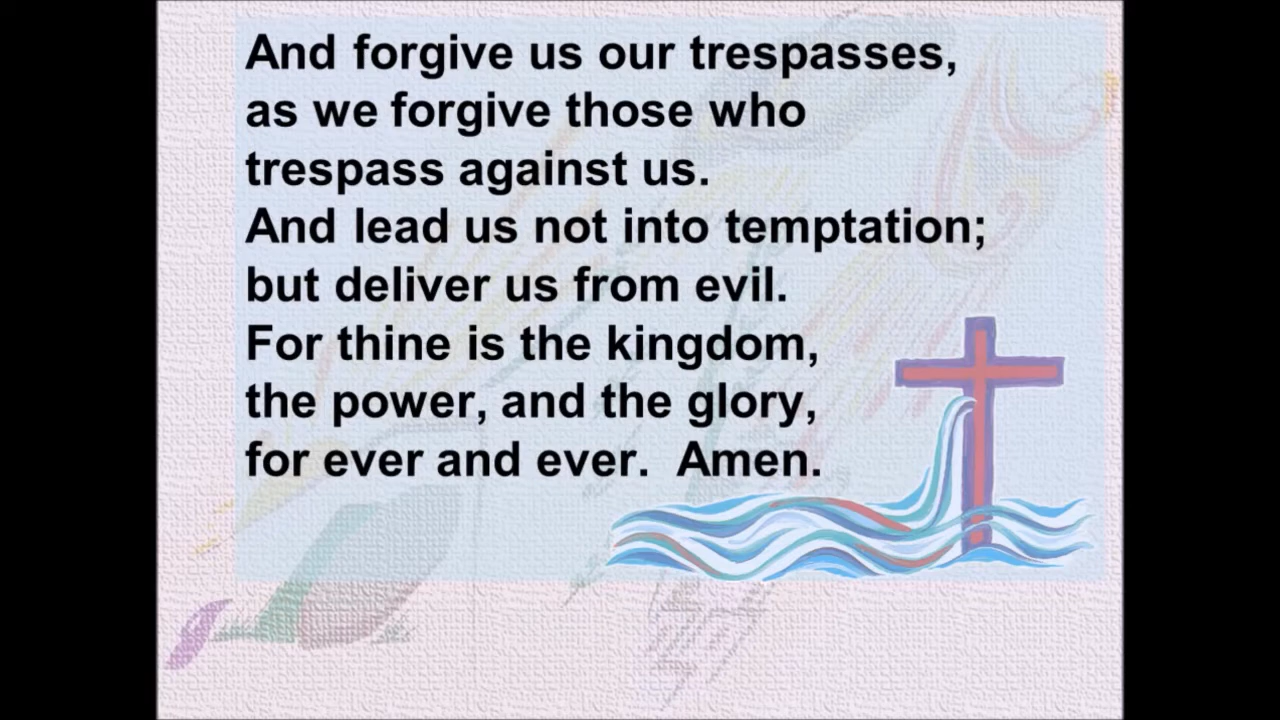 And forgive us our trespasses,
as we forgive those who
trespass against us.
And lead us not into temptation;
but deliver us from evil.
For thine is the kingdom,
the power, and the glory,
for ever and ever.  Amen.